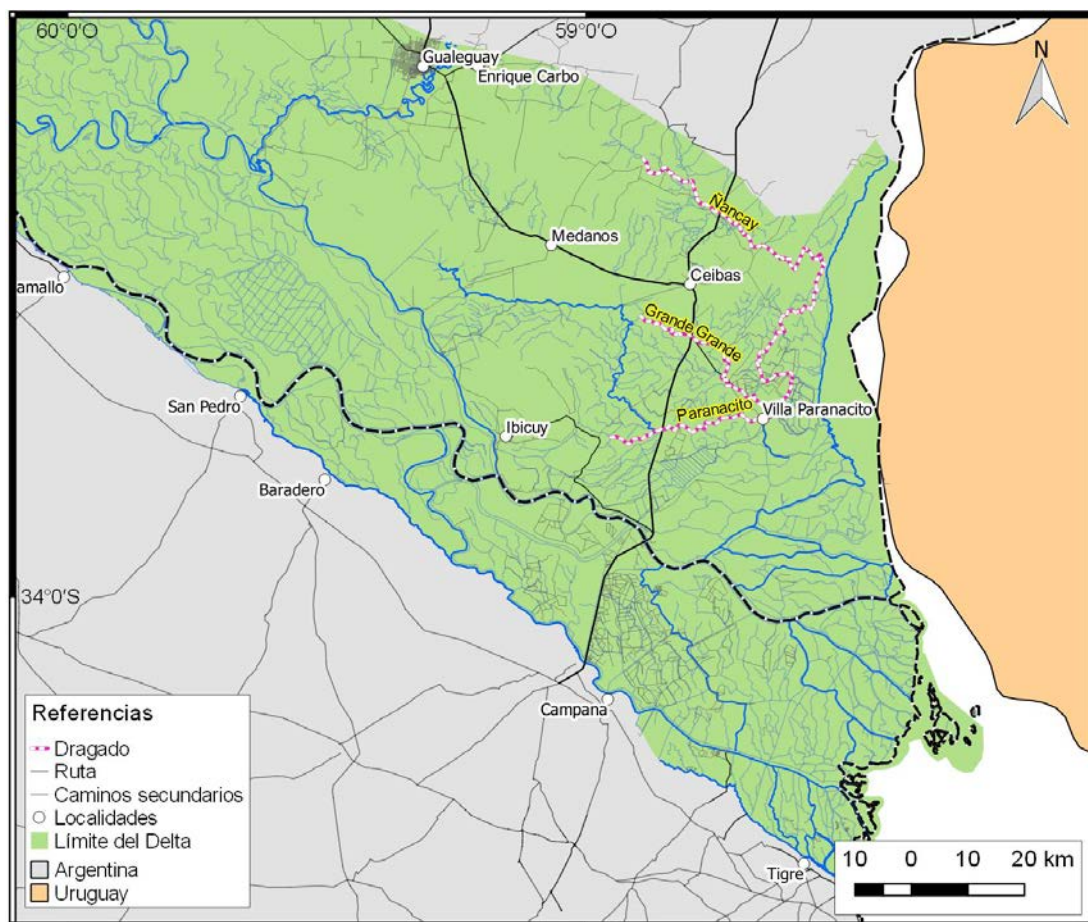 60°0'O
59°0'O
Gualeguay
Enrique Carbo
N
Ñancay
Medanos
Ceibas
amallo
Grande Grande
San Pedro
Paranacito
Villa Paranacito
Ibicuy
Baradero
34°0'S
Campana
Tigre
Referencias
Dragado
Ruta
Caminos secundarios
Localidades
Límite del Delta
Argentina
Uruguay
10 0 10 20 km